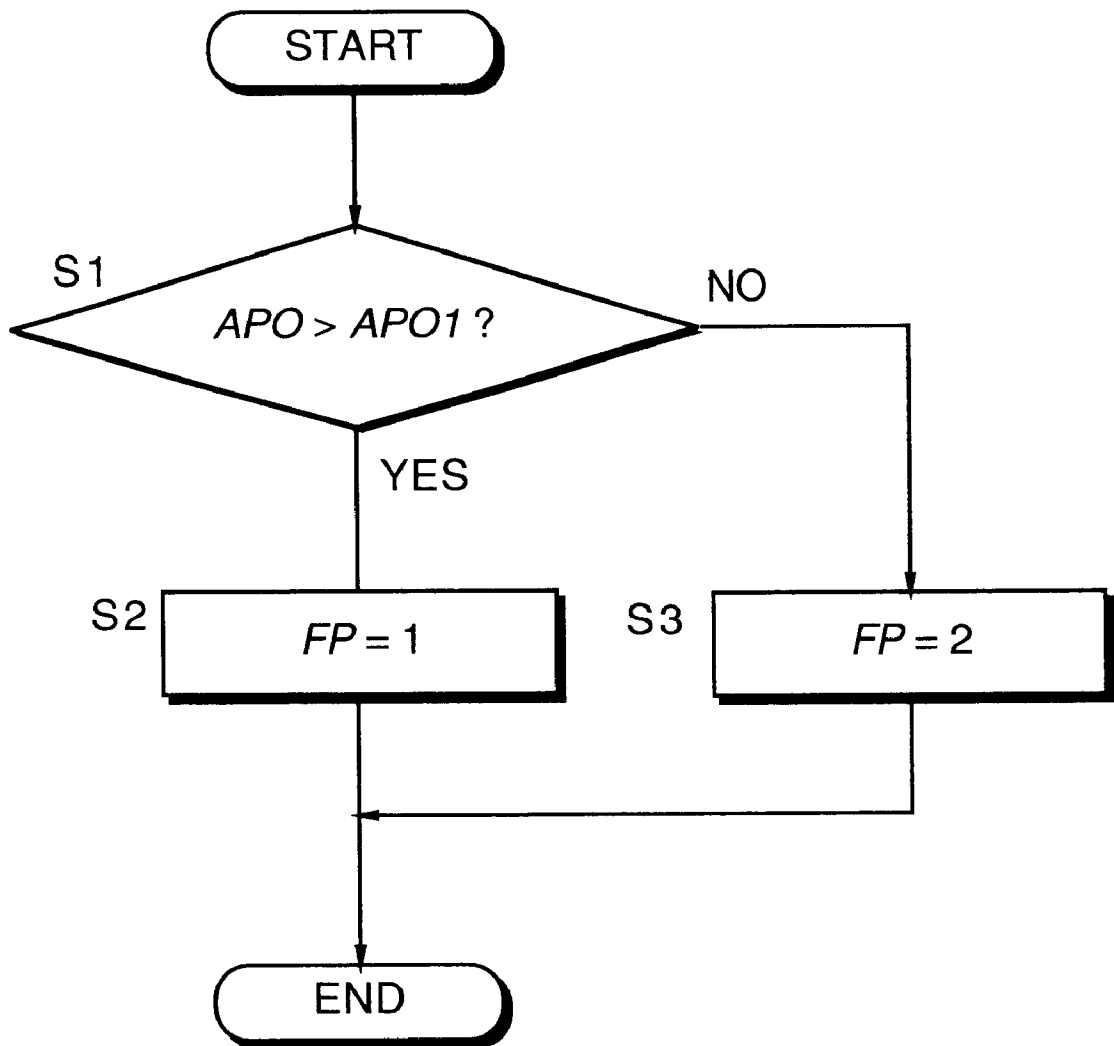 START
S1
APO > APO1 ?
NO
YES
S2
FP = 1
S3
FP = 2
END